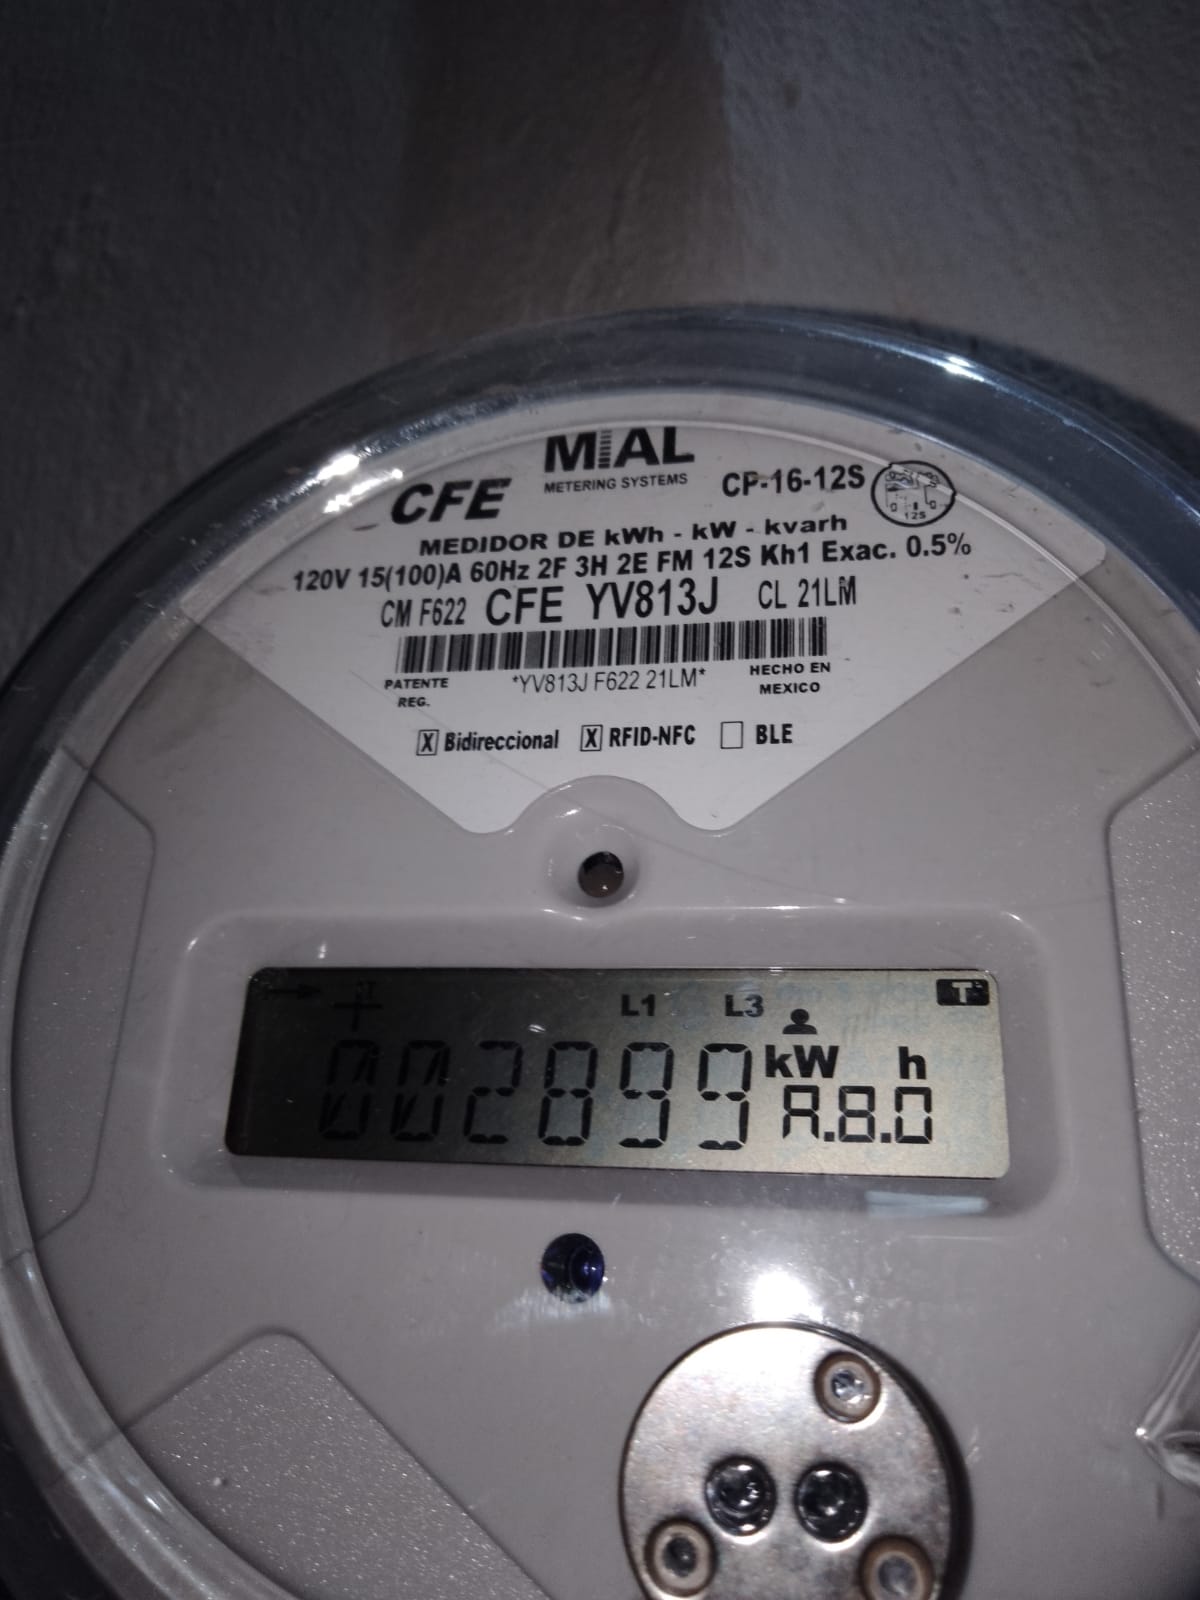 MIAL
METERING SYSTEMS
CFE
CP-16-12S
12S
MEDIDOR DE kWh - kW - kvarh
120V 15(100)A 60Hz 2F 3H 2E FM 12S Kh1 Exac. 0.5%
CM F622 CFE YV813J CL 21LM
PATENTE REG.
*YV813J F622 21LM*
HECHO EN MEXICO
[X] Bidireccional [X] RFID-NFC [ ] BLE
L1 L3 T
002899 kW h
A.8.0